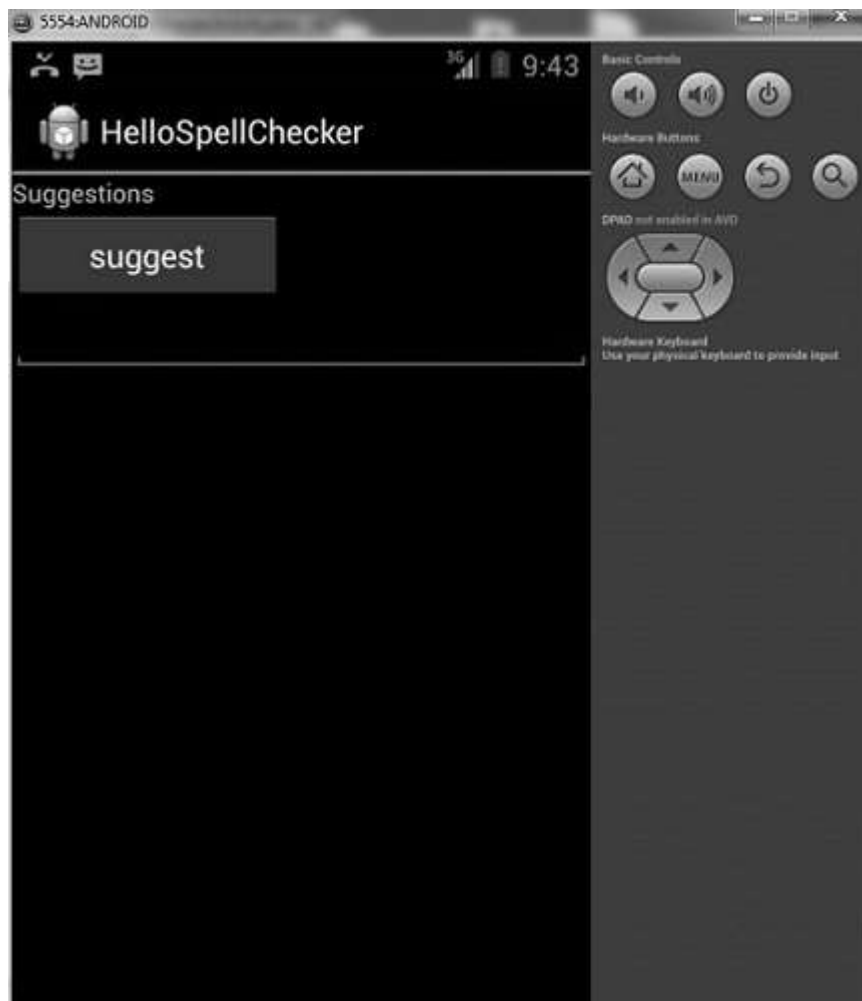 5554:ANDROID
3G
9:43
HelloSpellChecker
Suggestions
suggest
Basic Controls
Hardware Buttons
MENU
DPAD not enabled in AVD
Hardware Keyboard
Use your physical keyboard to provide input